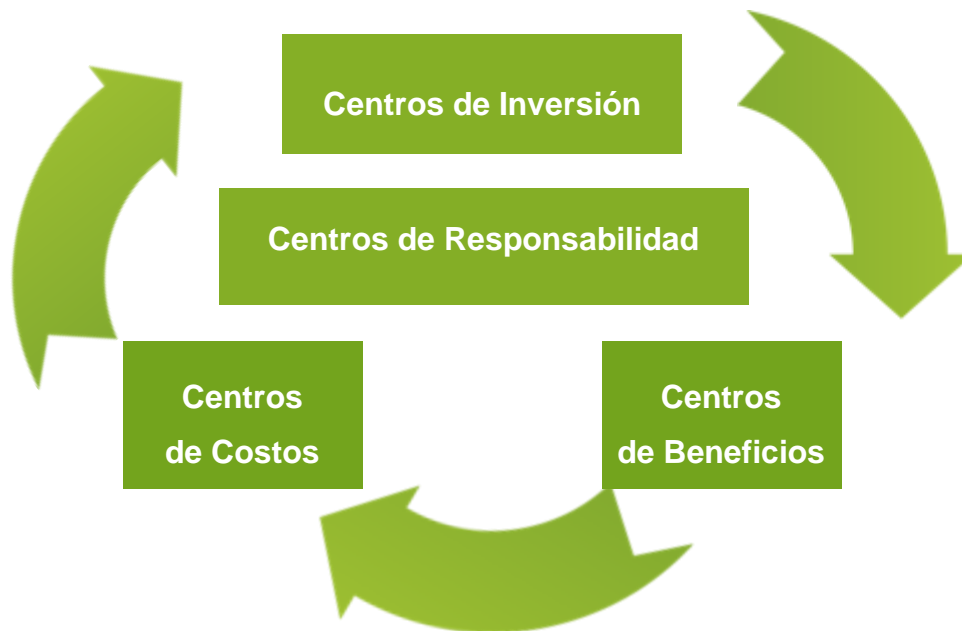 Centros de Inversión
Centros de Responsabilidad
Centros
de Costos
Centros
de Beneficios